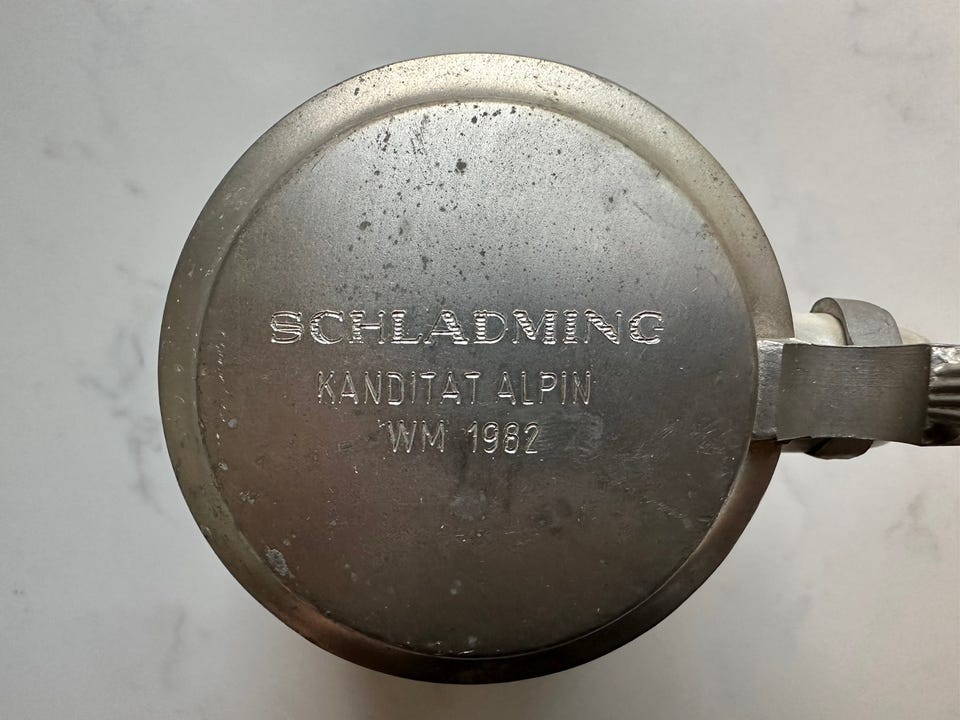 SCHLADMING
KANDITAT ALPIN
WM 1982